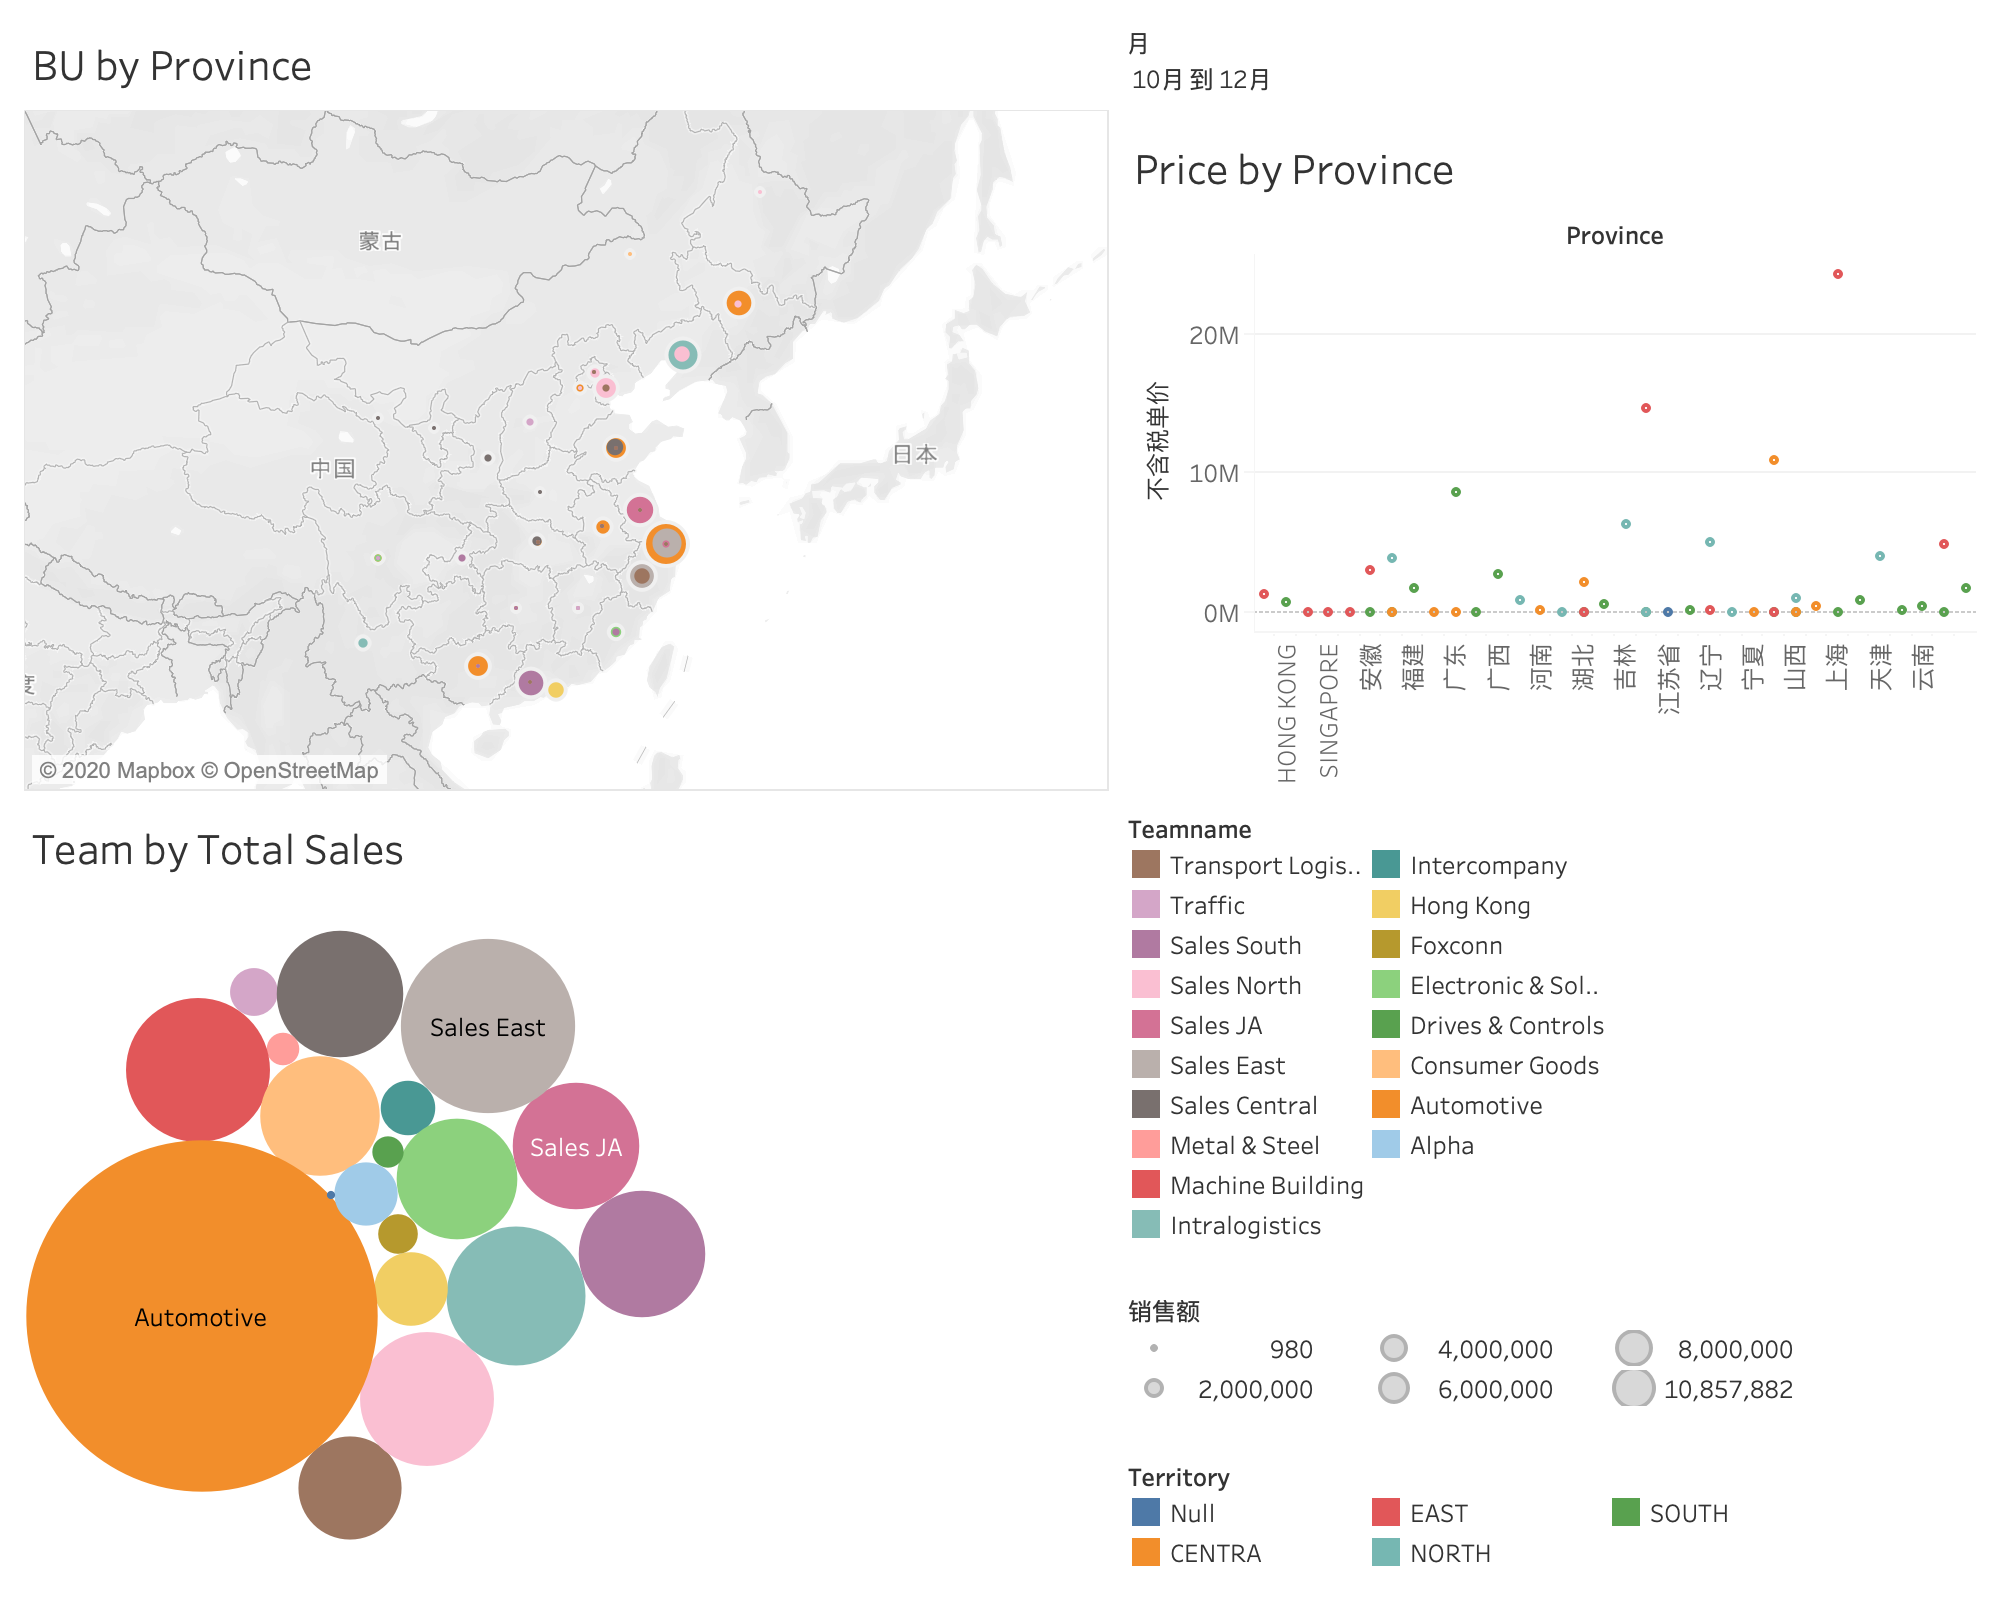 BU by Province
月
10月 到 12月
蒙古
中国
日本
© 2020 Mapbox © OpenStreetMap
Price by Province
Province
不含税单价
20M
10M
0M
HONG KONG
SINGAPORE
安徽
福建
广东
广西
河南
湖北
吉林
江苏省
辽宁
宁夏
山西
上海
天津
云南
Team by Total Sales
Sales East
Sales JA
Automotive
Teamname
Transport Logis.. Intercompany
Traffic Hong Kong
Sales South Foxconn
Sales North Electronic & Sol..
Sales JA Drives & Controls
Sales East Consumer Goods
Sales Central Automotive
Metal & Steel Alpha
Machine Building
Intralogistics
销售额
980 4,000,000 8,000,000
2,000,000 6,000,000 10,857,882
Territory
Null EAST SOUTH
CENTRA NORTH